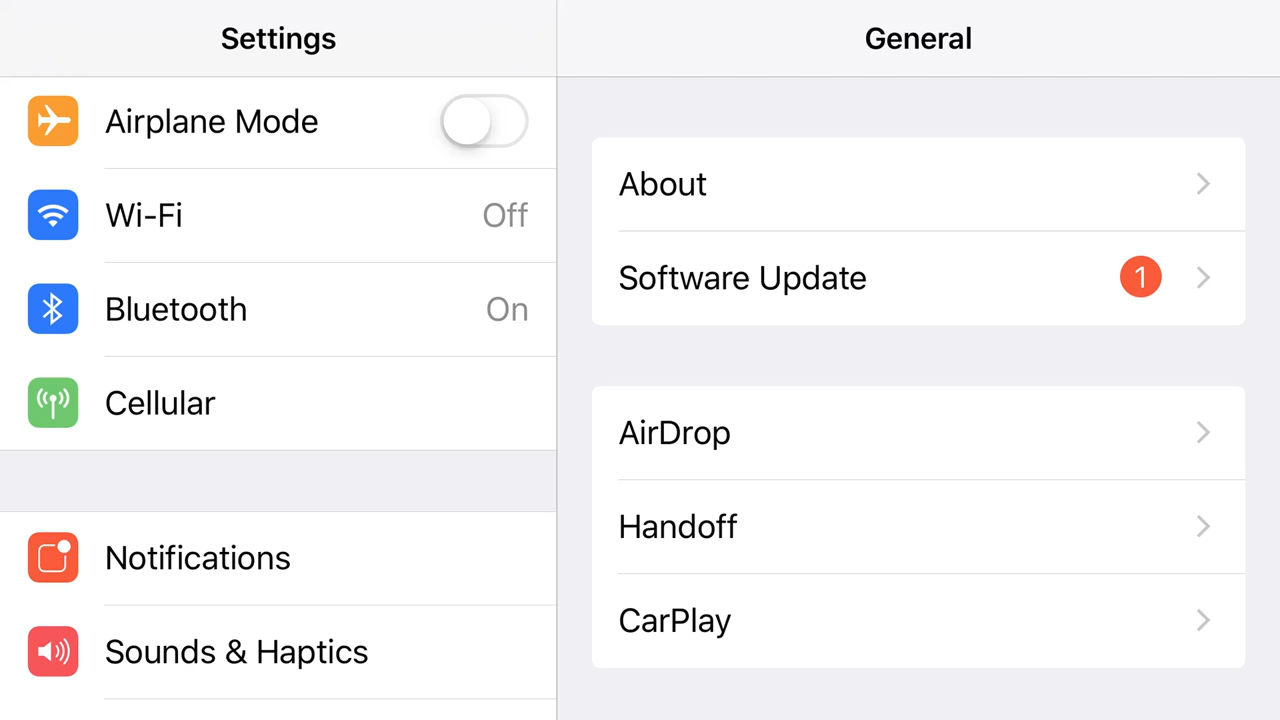 Settings
Airplane Mode
Wi-Fi Off
Bluetooth On
Cellular
Notifications
Sounds & Haptics
General
About
Software Update 1
AirDrop
Handoff
CarPlay